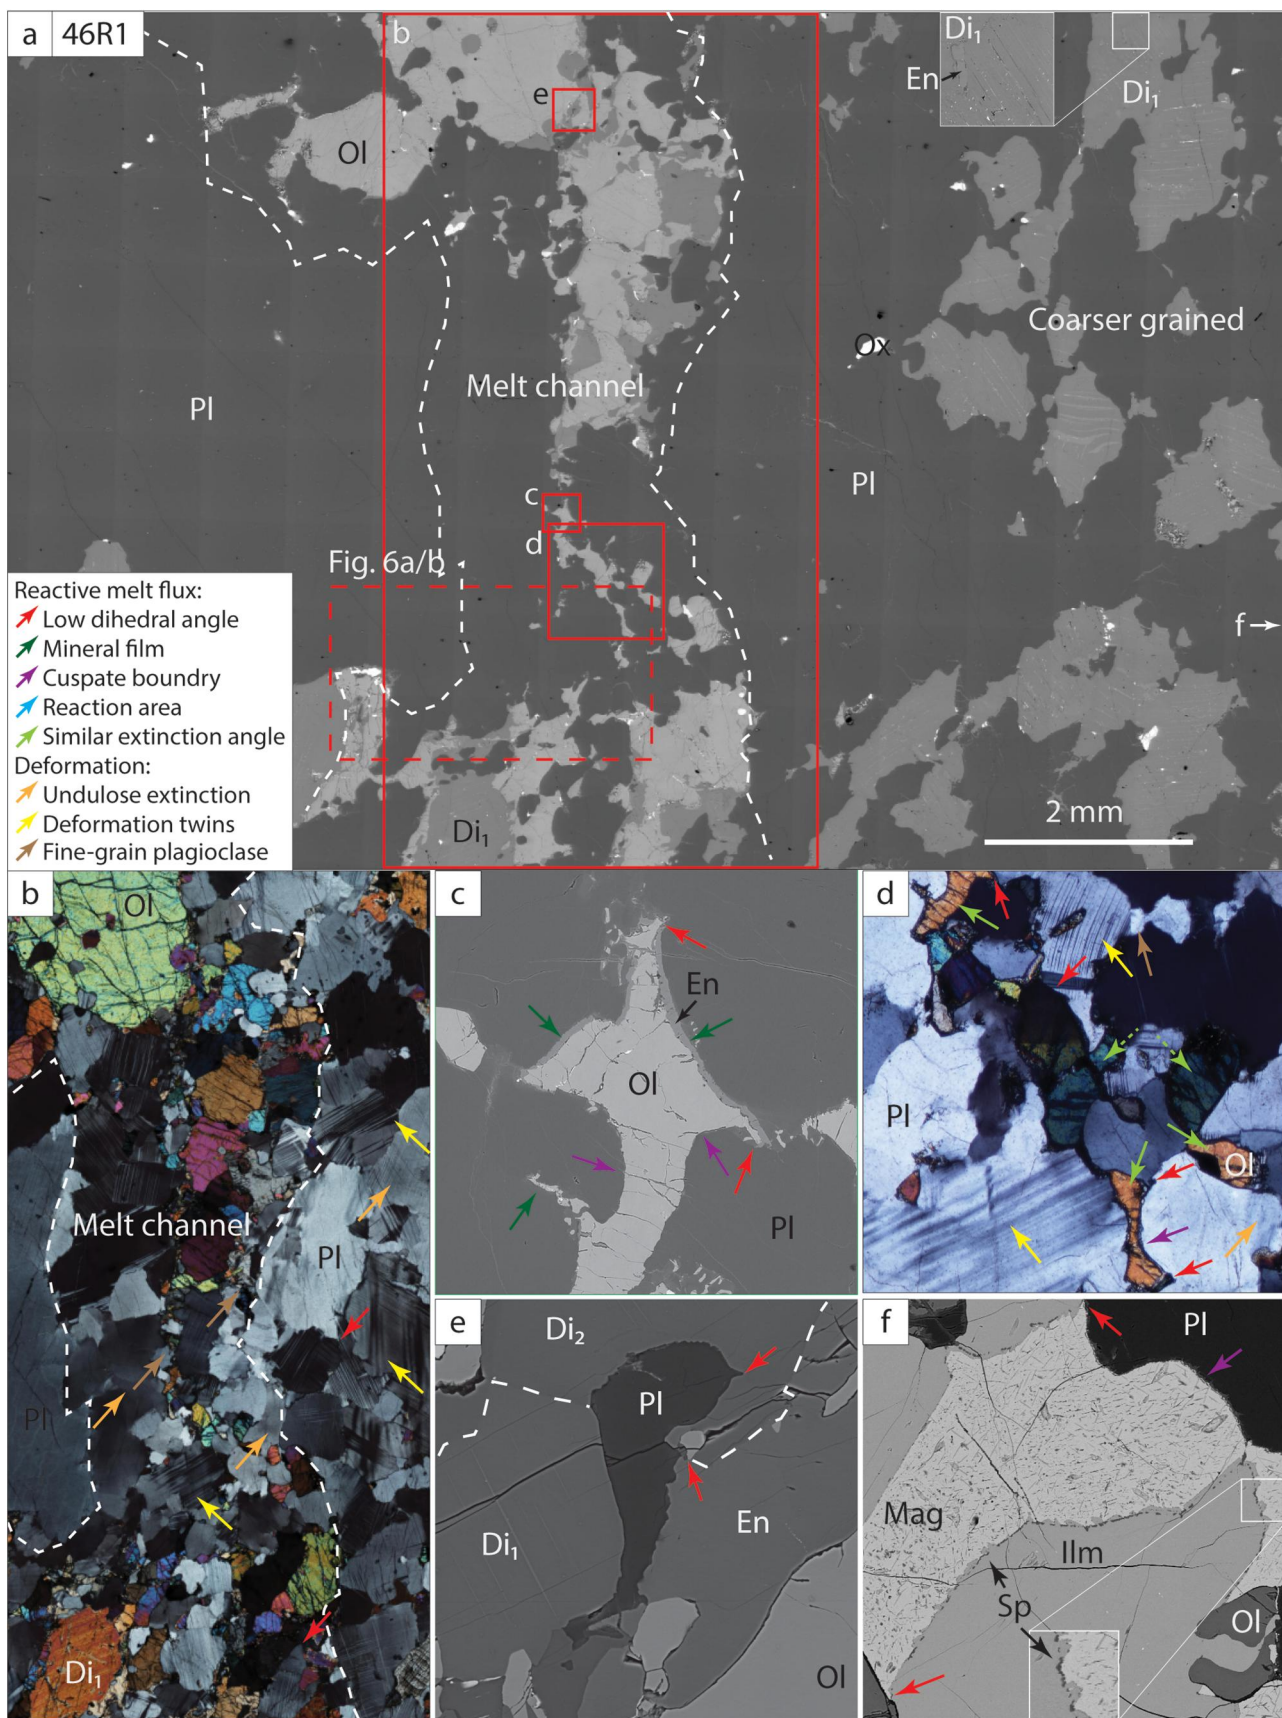 a 46R1
b
Di₁
En
Di₁
e
Ol
Coarser grained
Ox
Melt channel
Pl
Pl
c
d
Fig. 6a/b
f
Reactive melt flux:
Low dihedral angle
Mineral film
Cuspate boundry
Reaction area
Similar extinction angle
Deformation:
Undulose extinction
Deformation twins
Fine-grain plagioclase
Di₁
2 mm
b
Ol
Melt channel
Pl
Pl
Di₁
c
En
Ol
Pl
d
Pl
Ol
e
Di₂
Pl
Di₁
En
Ol
f
Pl
Mag
Ilm
Sp
Ol